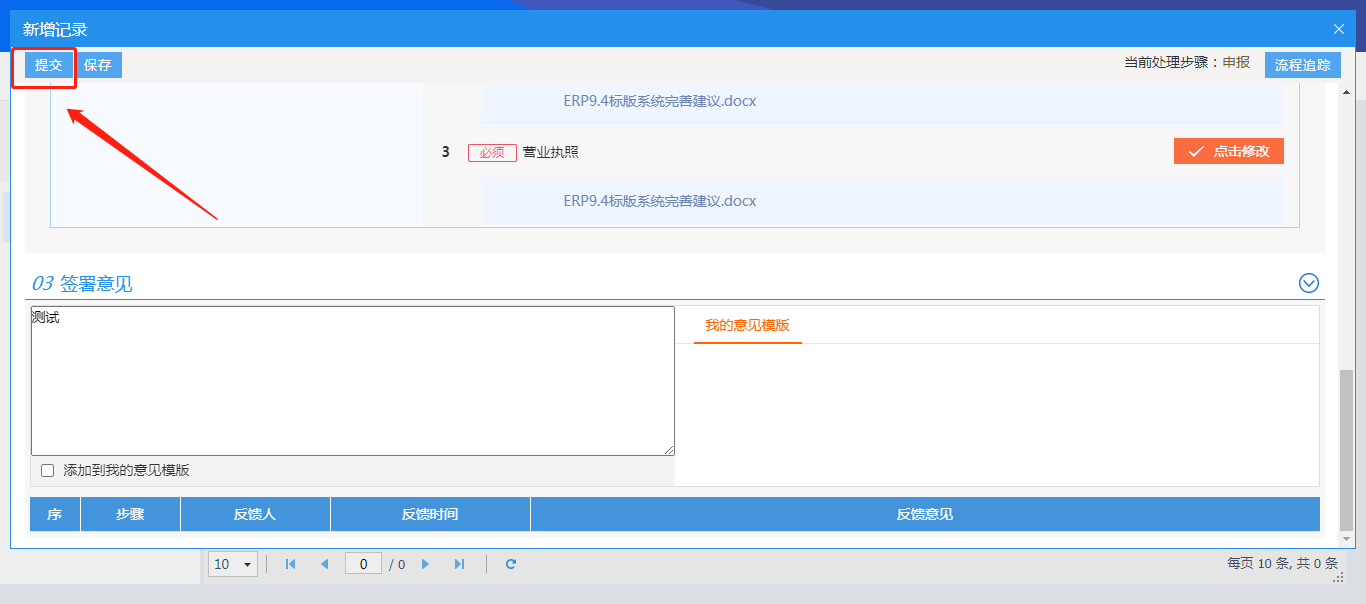 新增记录
提交 保存 当前处理步骤：申报 流程追踪
ERP9.4标版系统完善建议.docx
3 必须 营业执照 点击修改
ERP9.4标版系统完善建议.docx
03 签署意见
测试 我的意见模版
添加到我的意见模版
序 步骤 反馈人 反馈时间 反馈意见
10 0 / 0 每页 10 条, 共 0 条